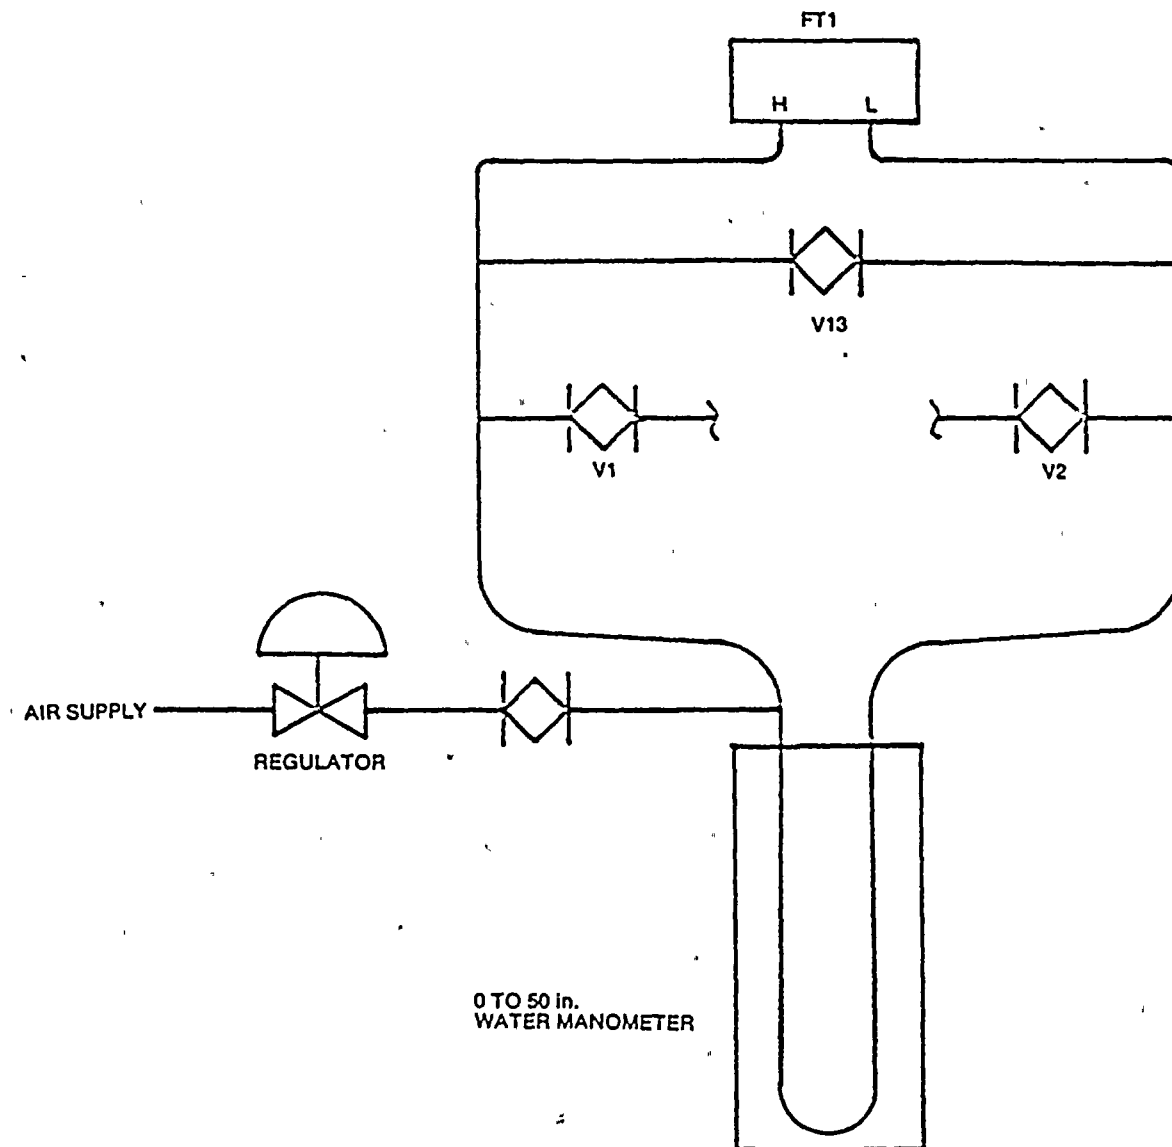 FT1
H L
V13
V1
V2
AIR SUPPLY
REGULATOR
0 TO 50 in.
WATER MANOMETER